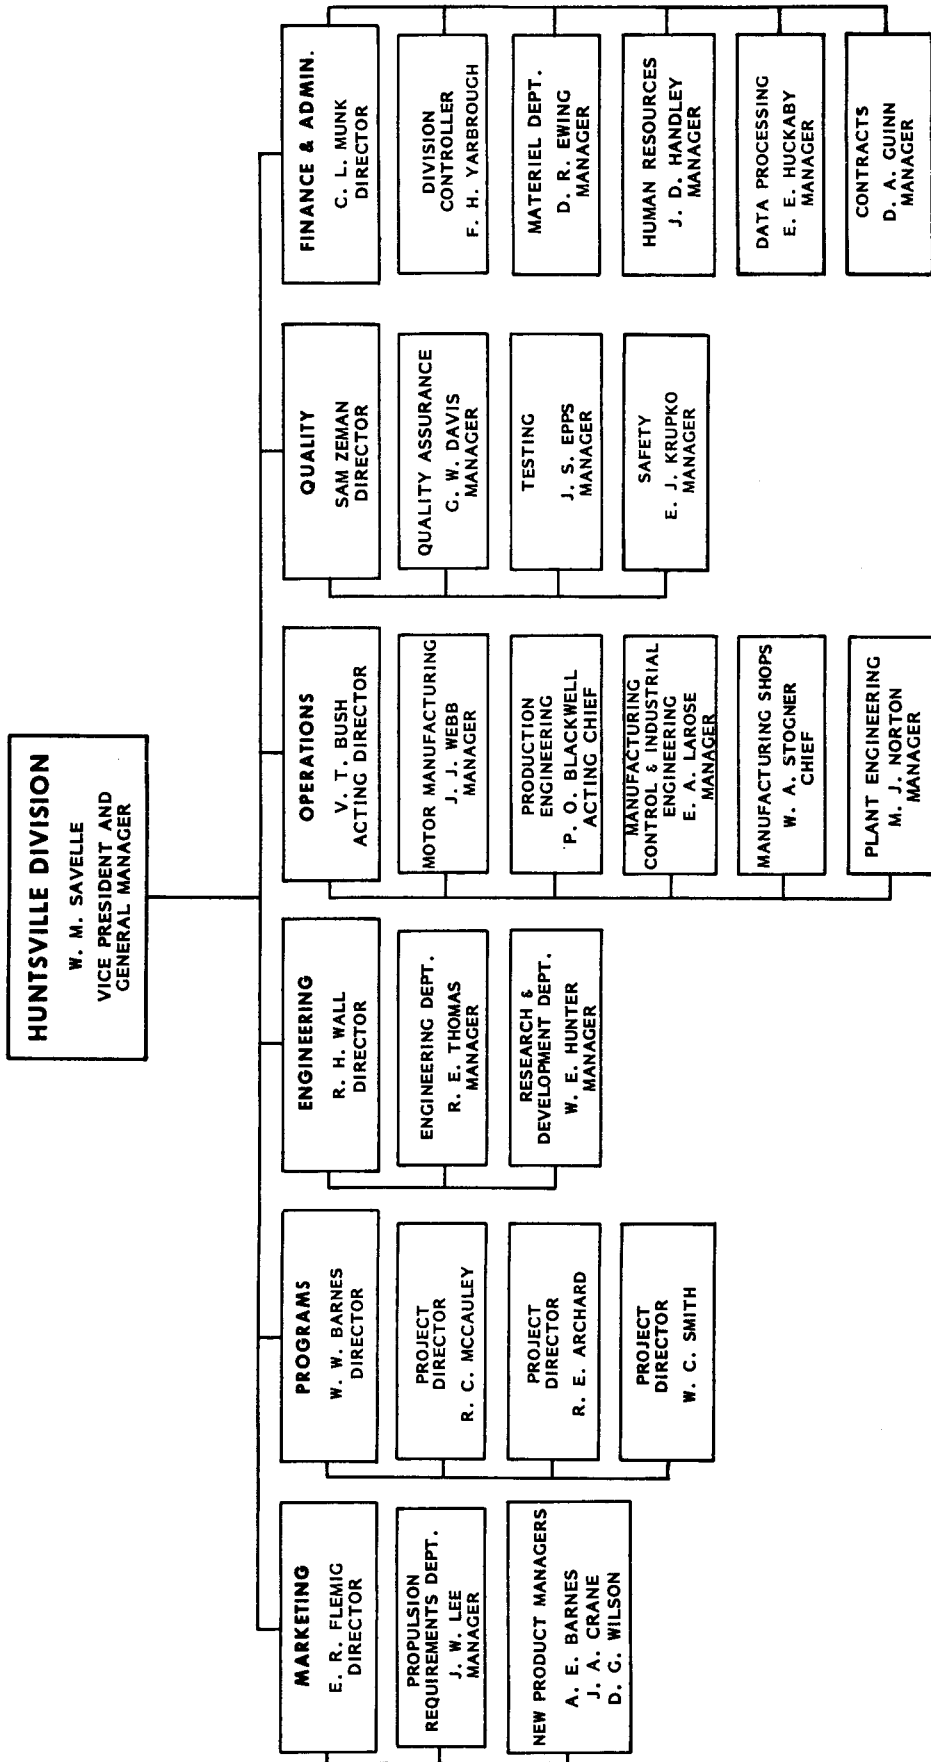 HUNTSVILLE DIVISION
W. M. SAVELLE
VICE PRESIDENT AND
GENERAL MANAGER
MARKETING
E. R. FLEMIG
DIRECTOR
PROPULSION
REQUIREMENTS DEPT.
J. W. LEE
MANAGER
NEW PRODUCT MANAGERS
A. E. BARNES
J. A. CRANE
D. G. WILSON
PROGRAMS
W. W. BARNES
DIRECTOR
PROJECT
DIRECTOR
R. C. MCCAULEY
PROJECT
DIRECTOR
R. E. ARCHARD
PROJECT
DIRECTOR
W. C. SMITH
ENGINEERING
R. H. WALL
DIRECTOR
ENGINEERING DEPT.
R. E. THOMAS
MANAGER
RESEARCH &
DEVELOPMENT DEPT.
W. E. HUNTER
MANAGER
OPERATIONS
V. T. BUSH
ACTING DIRECTOR
MOTOR MANUFACTURING
J. J. WEBB
MANAGER
PRODUCTION
ENGINEERING
P. O. BLACKWELL
ACTING CHIEF
MANUFACTURING
CONTROL & INDUSTRIAL
ENGINEERING
E. A. LAROSE
MANAGER
MANUFACTURING SHOPS
W. A. STOGNER
CHIEF
PLANT ENGINEERING
M. J. NORTON
MANAGER
QUALITY
SAM ZEMAN
DIRECTOR
QUALITY ASSURANCE
G. W. DAVIS
MANAGER
TESTING
J. S. EPPS
MANAGER
SAFETY
E. J. KRUPKO
MANAGER
FINANCE & ADMIN.
C. L. MUNK
DIRECTOR
DIVISION
CONTROLLER
F. H. YARBROUGH
MATERIEL DEPT.
D. R. EWING
MANAGER
HUMAN RESOURCES
J. D. HANDLEY
MANAGER
DATA PROCESSING
E. E. HUCKABY
MANAGER
CONTRACTS
D. A. GUINN
MANAGER